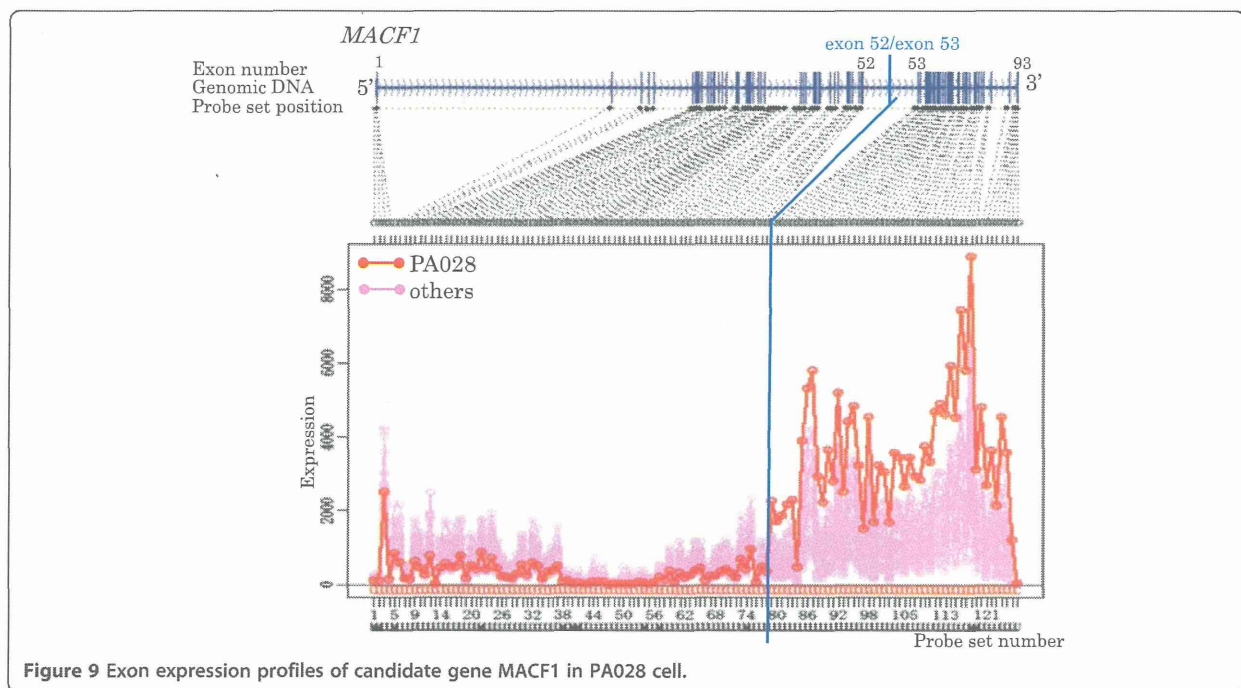 MACF1
exon 52/exon 53
Exon number 1 52 53 93
Genomic DNA 5' 3'
Probe set position
PA028
others
Expression
8000
6000
4000
2000
0
1 5 9 14 20 26 32 38 44 50 56 62 68 74 80 86 92 98 105 113 121
Probe set number
Figure 9 Exon expression profiles of candidate gene MACF1 in PA028 cell.